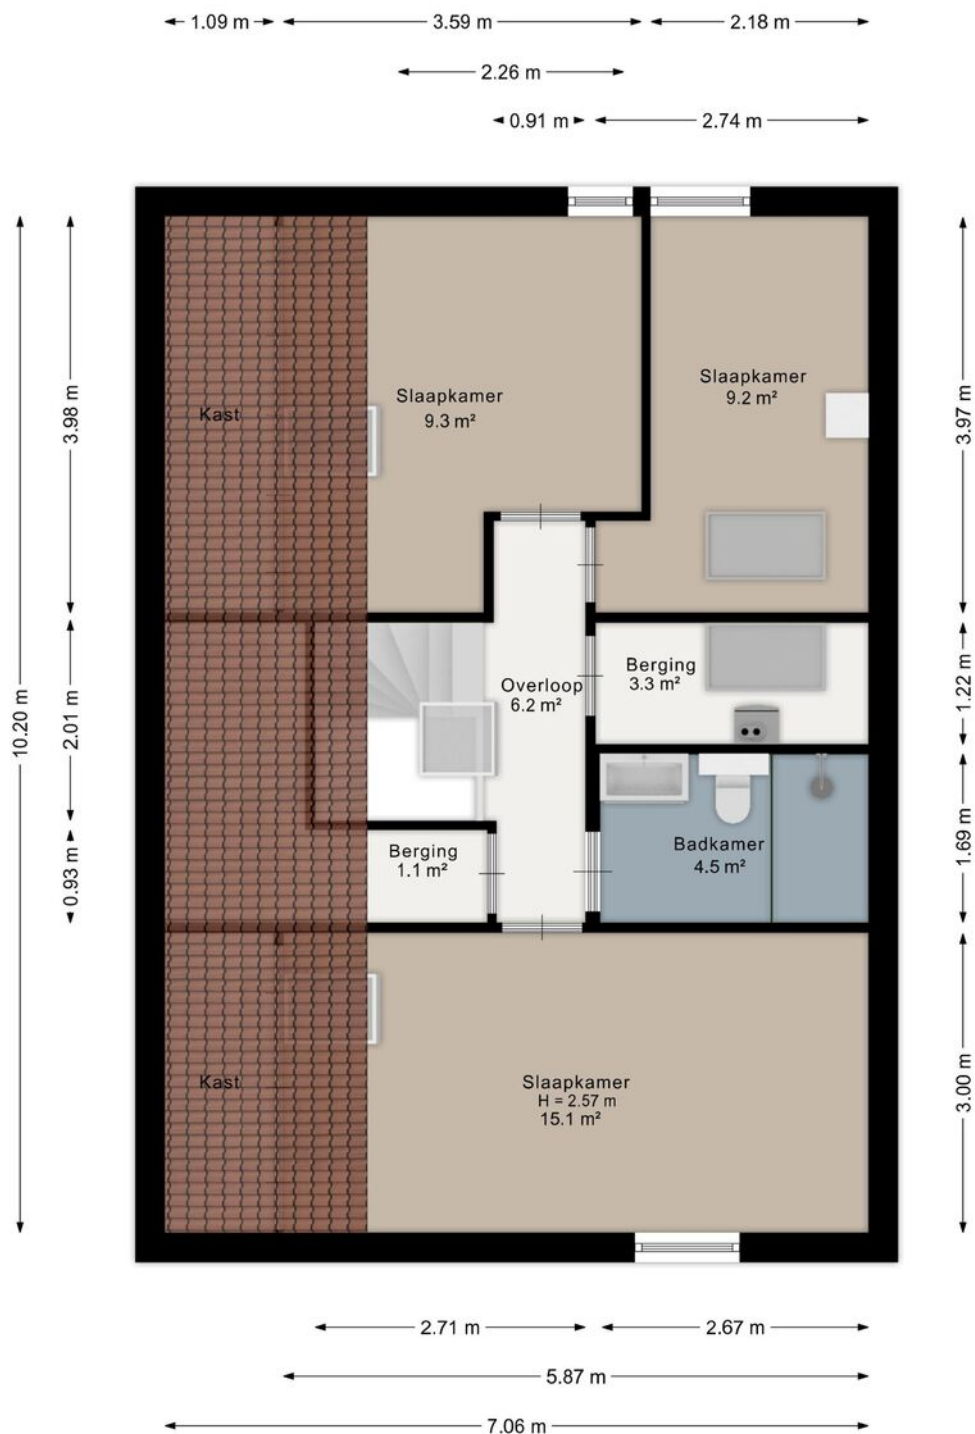 1.09 m
3.59 m
2.18 m
2.26 m
0.91 m
2.74 m
3.98 m
3.97 m
Slaapkamer
9.2 m²
Slaapkamer
9.3 m²
Kast
10.20 m
2.01 m
1.22 m
Berging
3.3 m²
Overloop
6.2 m²
0.93 m
1.69 m
Berging
1.1 m²
Badkamer
4.5 m²
Kast
Slaapkamer
H = 2.57 m
15.1 m²
3.00 m
2.71 m
2.67 m
5.87 m
7.06 m